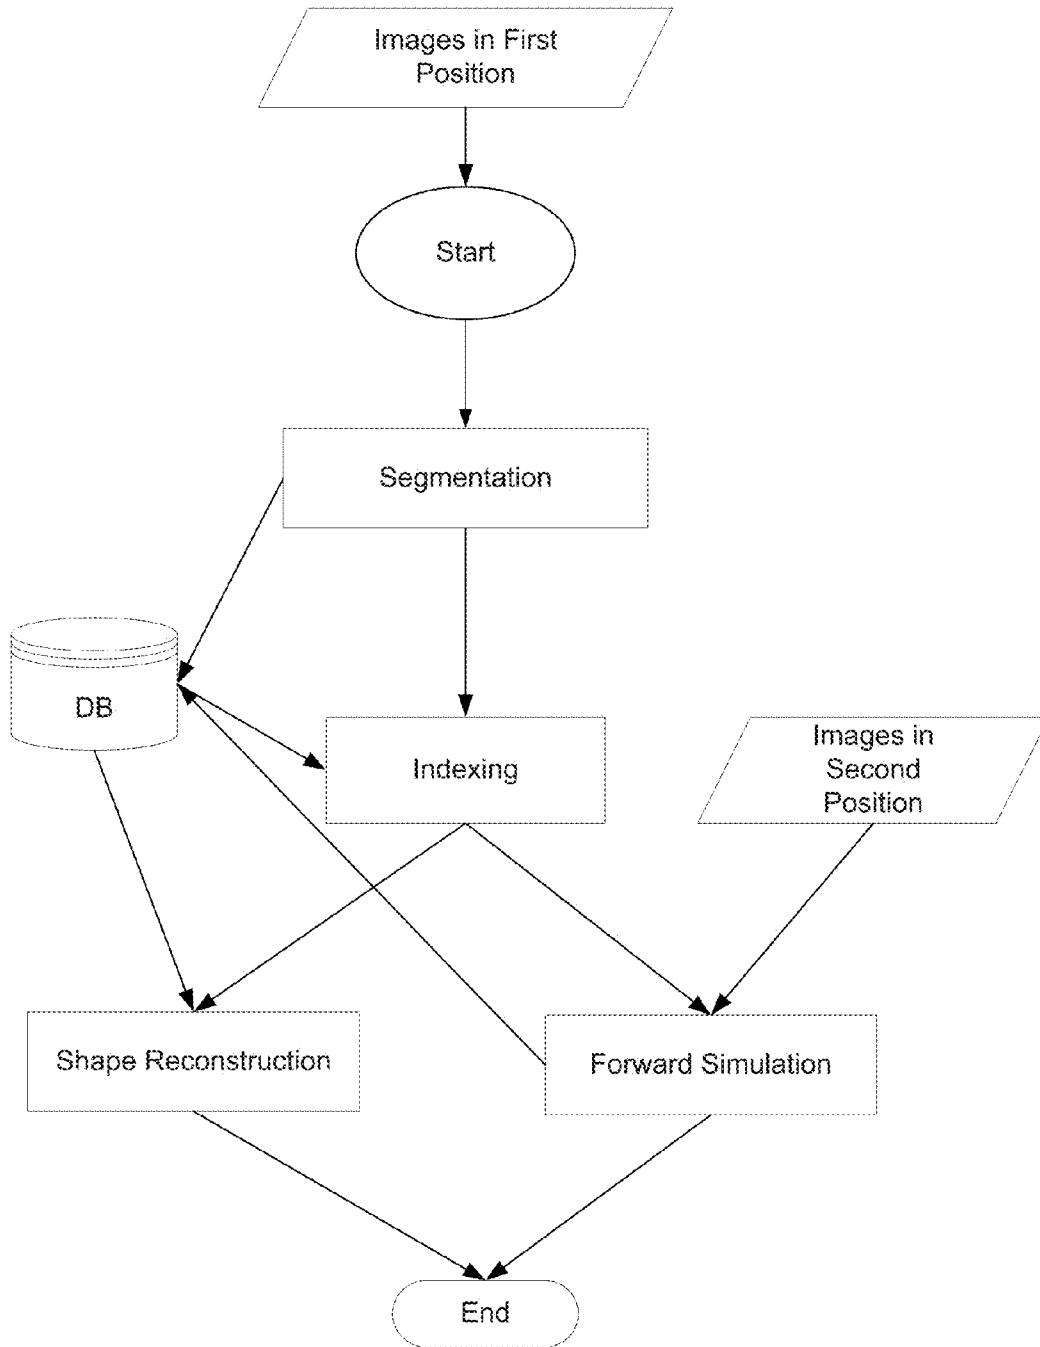 Images in First
Position
Start
Segmentation
DB
Indexing
Images in
Second
Position
Shape Reconstruction
Forward Simulation
End